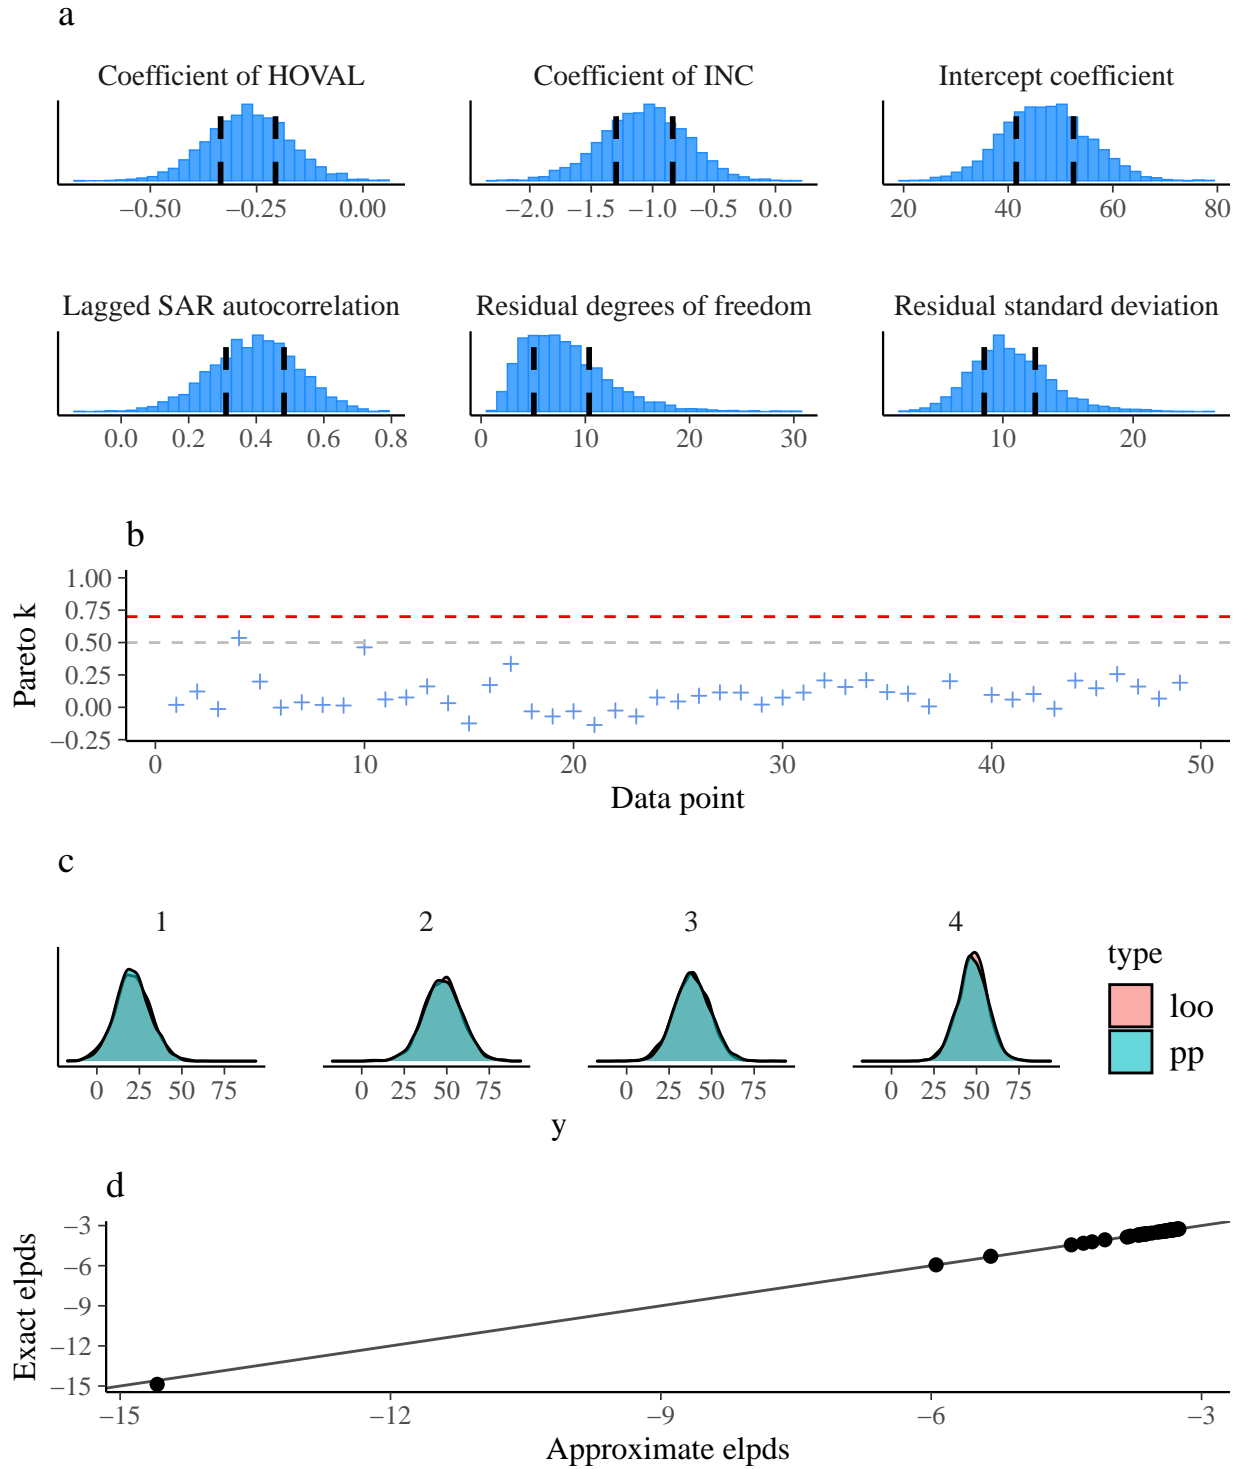 a
Coefficient of HOVAL Coefficient of INC Intercept coefficient
−0.50 −0.25 0.00 −2.0 −1.5 −1.0 −0.5 0.0 20 40 60 80
Lagged SAR autocorrelation Residual degrees of freedom Residual standard deviation
0.0 0.2 0.4 0.6 0.8 0 10 20 30 10 20
b
Pareto k
1.00
0.75
0.50
0.25
0.00
−0.25
0 10 20 30 40 50
Data point
c
1 2 3 4
0 25 50 75 0 25 50 75 0 25 50 75 0 25 50 75
y
type
loo
pp
d
Exact elpds
−3
−6
−9
−12
−15
−15 −12 −9 −6 −3
Approximate elpds